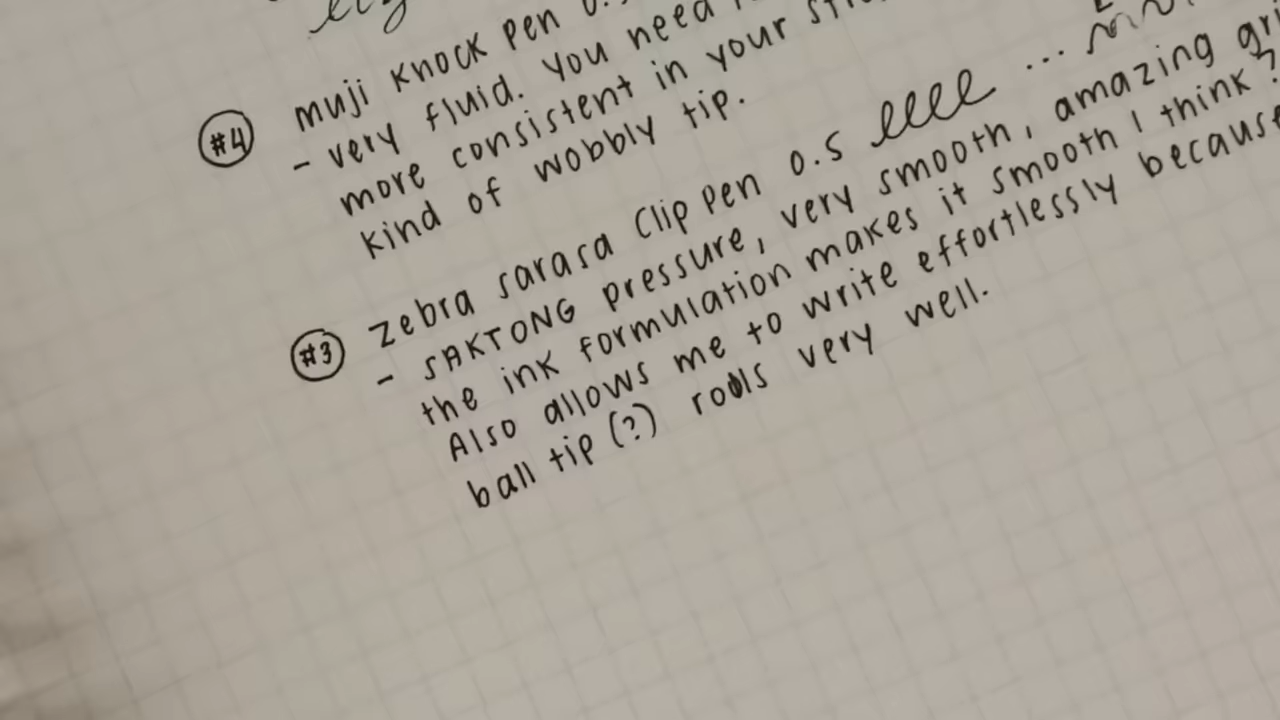 #4 muji knock pen
- very fluid. You need
more consistent in your
kind of wobbly tip.
#3 zebra sarasa Clip pen 0.5 eeee ...
- SAKTONG pressure, very smooth, amazing
the ink formulation makes it smooth I think?
Also allows me to write effortlessly because
ball tip (?) rolls very well.